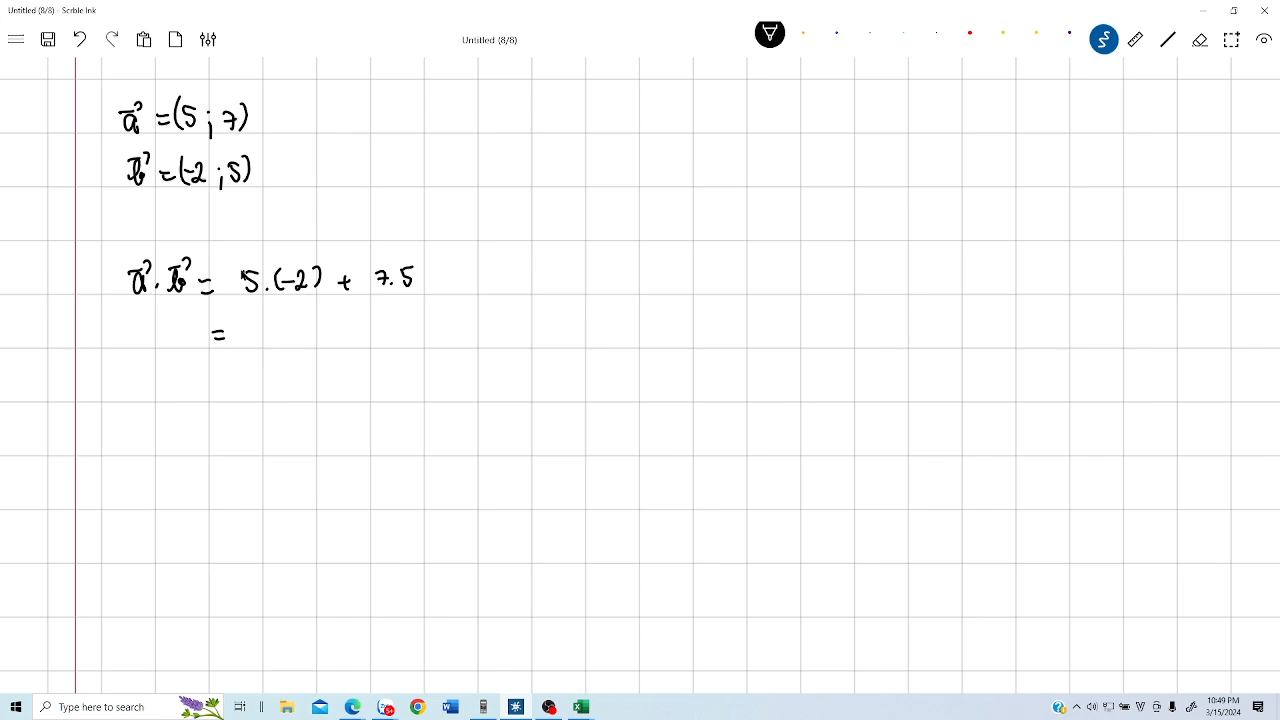 Untitled (8/8) - Scrble Ink
Untitled (8/8)
a⃗ = (5 ; 7)
b⃗ = (-2 ; 5)
a⃗ . b⃗ = 5 . (-2) + 7 . 5
=
Type here to search
10:49 PM
3/15/2024